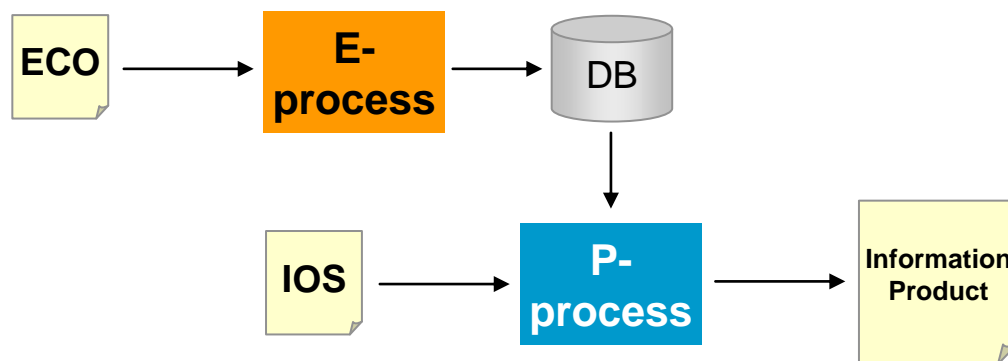 ECO
E-
process
DB
IOS
P-
process
Information
Product